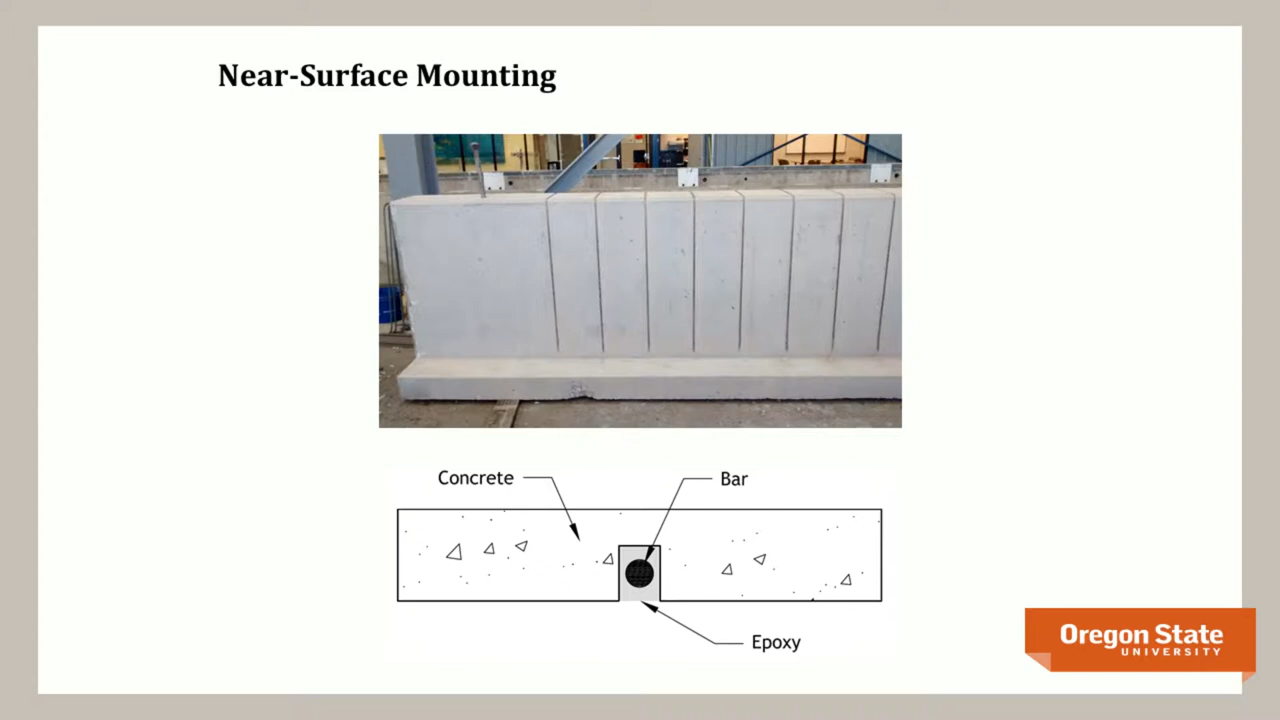 Near-Surface Mounting
Concrete
Bar
Epoxy
Oregon State
UNIVERSITY